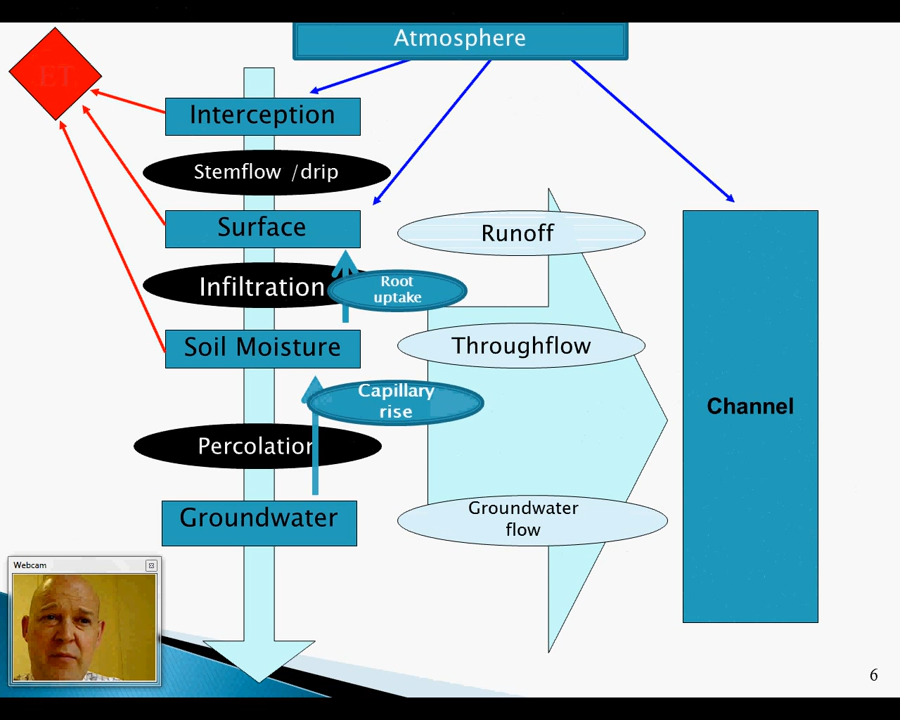 Atmosphere
ET
Interception
Stemflow /drip
Surface
Runoff
Infiltration
Root
uptake
Soil Moisture
Throughflow
Capillary
rise
Channel
Percolation
Groundwater
Groundwater
flow
Webcam
6